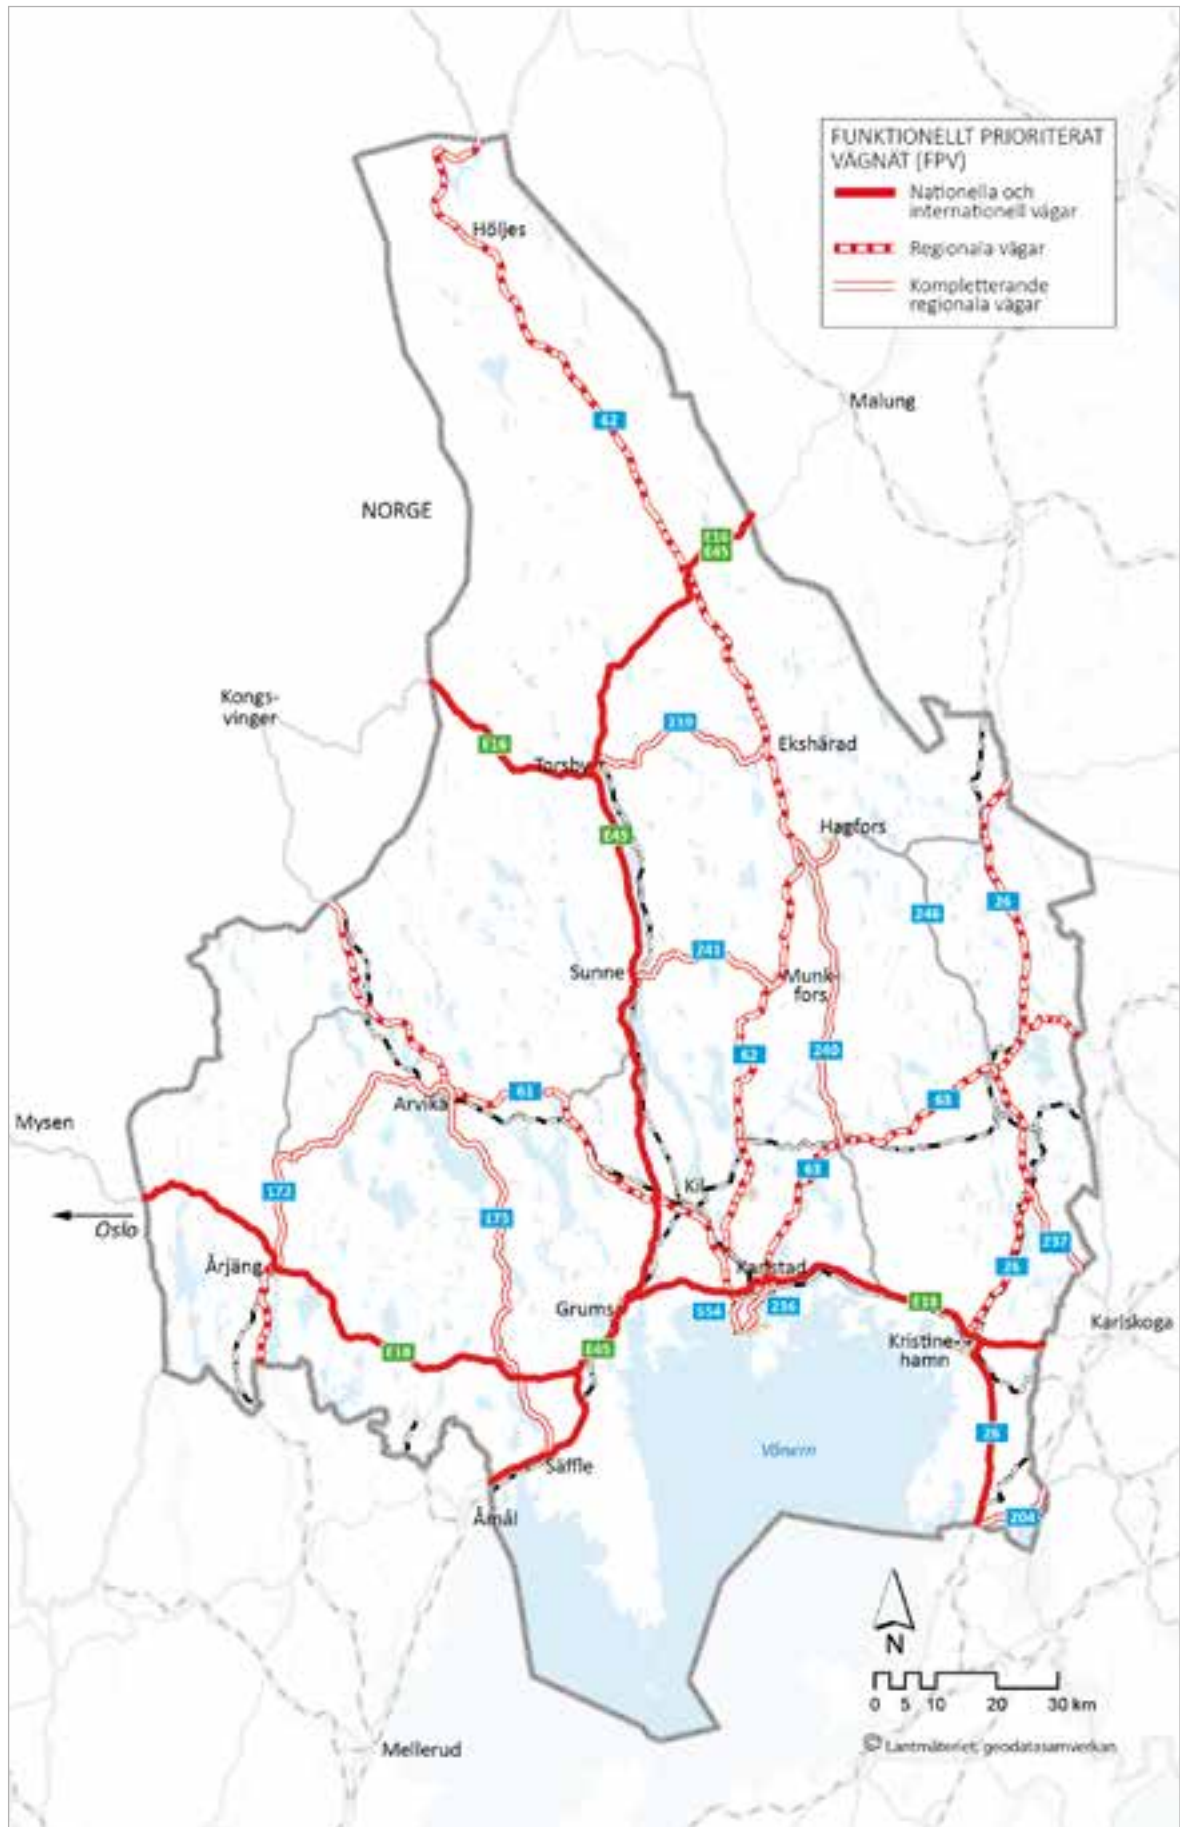 FUNKTIONELLT PRIORITERAT
VÄGNÄT (FPV)
Nationella och
internationell vägar
Regionala vägar
Kompletterande
regionala vägar
Höljes
62
Malung
NORGE
E16
E45
Kongs-
vinger
239
Ekshärad
E16
Torsby
E45
Hagfors
26
246
Sunne
241
Munk-
fors
62
240
61
63
Arvika
Mysen
63
Kil
172
175
Oslo
237
Årjäng
Karlstad
26
Grums
554
236
E18
Karlskoga
Kristine-
hamn
E18
E45
26
Vänern
Säffle
Åmål
204
N
0 5 10 20 30 km
Mellerud
© Lantmäteriet, geodatasamverkan